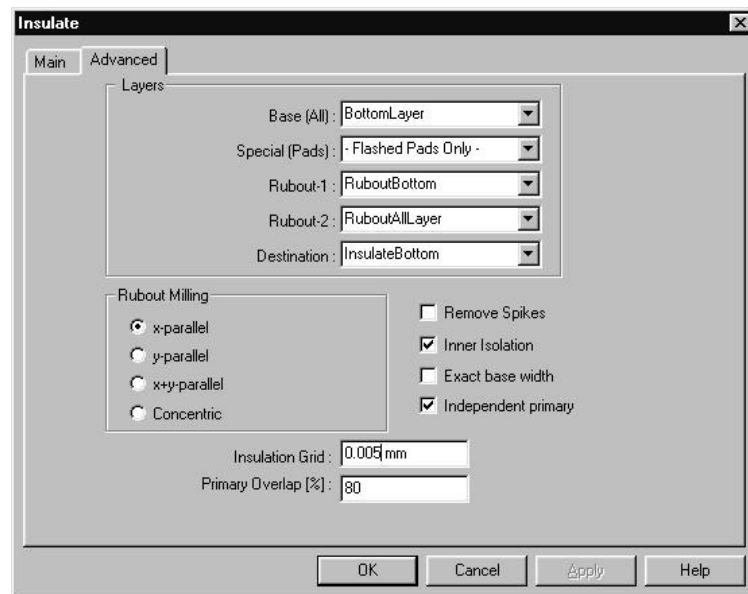 Insulate
Main Advanced
Layers
Base (All) : BottomLayer
Special (Pads) : - Flashed Pads Only -
Rubout-1 : RuboutBottom
Rubout-2 : RuboutAllLayer
Destination : InsulateBottom
Rubout Milling
x-parallel
y-parallel
x+y-parallel
Concentric
Remove Spikes
Inner Isolation
Exact base width
Independent primary
Insulation Grid : 0.005 mm
Primary Overlap [%] : 80
OK Cancel Apply Help